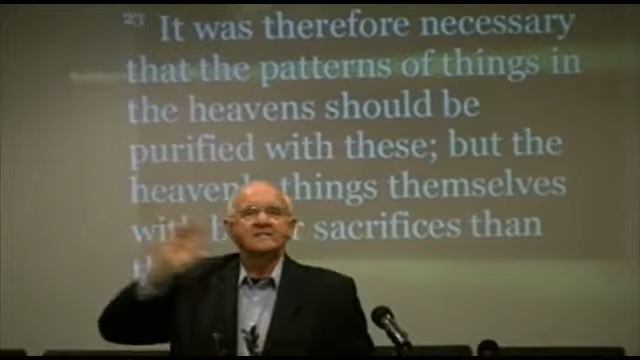 23 It was therefore necessary
that the patterns of things in
the heavens should be
purified with these; but the
heavenly things themselves
sacrifices than